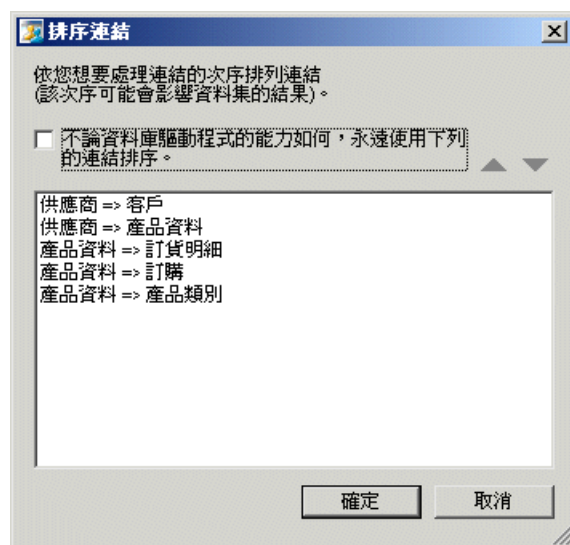 排序連結
依您想要處理連結的次序排列連結
(該次序可能會影響資料集的結果)。
不論資料庫驅動程式的能力如何，永遠使用下列
的連結排序。
供應商 => 客戶
供應商 => 產品資料
產品資料 => 訂貨明細
產品資料 => 訂購
產品資料 => 產品類別
確定
取消